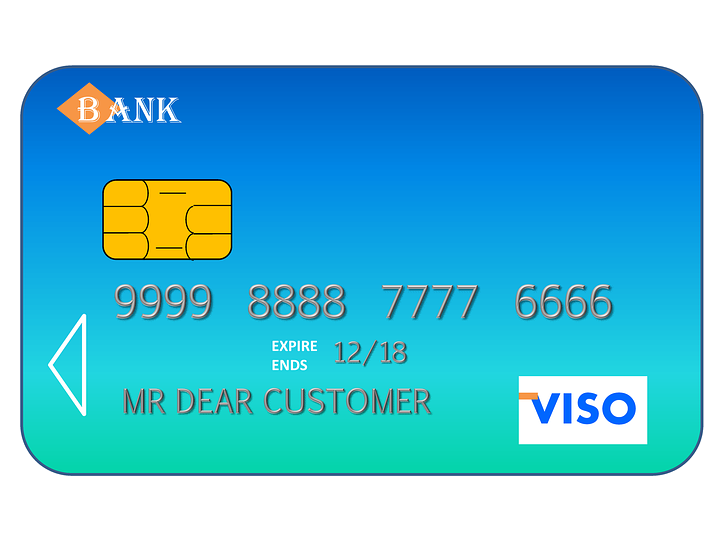 BANK
9999 8888 7777 6666
EXPIRE ENDS 12/18
MR DEAR CUSTOMER
VISO